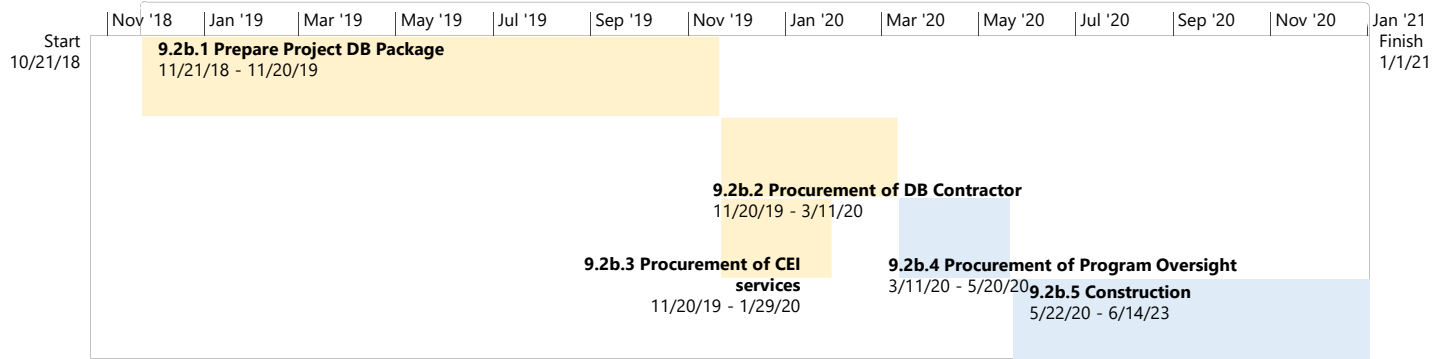 Nov '18 Jan '19 Mar '19 May '19 Jul '19 Sep '19 Nov '19 Jan '20 Mar '20 May '20 Jul '20 Sep '20 Nov '20 Jan '21
Start
10/21/18
Finish
1/1/21
9.2b.1 Prepare Project DB Package
11/21/18 - 11/20/19
9.2b.2 Procurement of DB Contractor
11/20/19 - 3/11/20
9.2b.3 Procurement of CEI
services
11/20/19 - 1/29/20
9.2b.4 Procurement of Program Oversight
3/11/20 - 5/20/20
9.2b.5 Construction
5/22/20 - 6/14/23